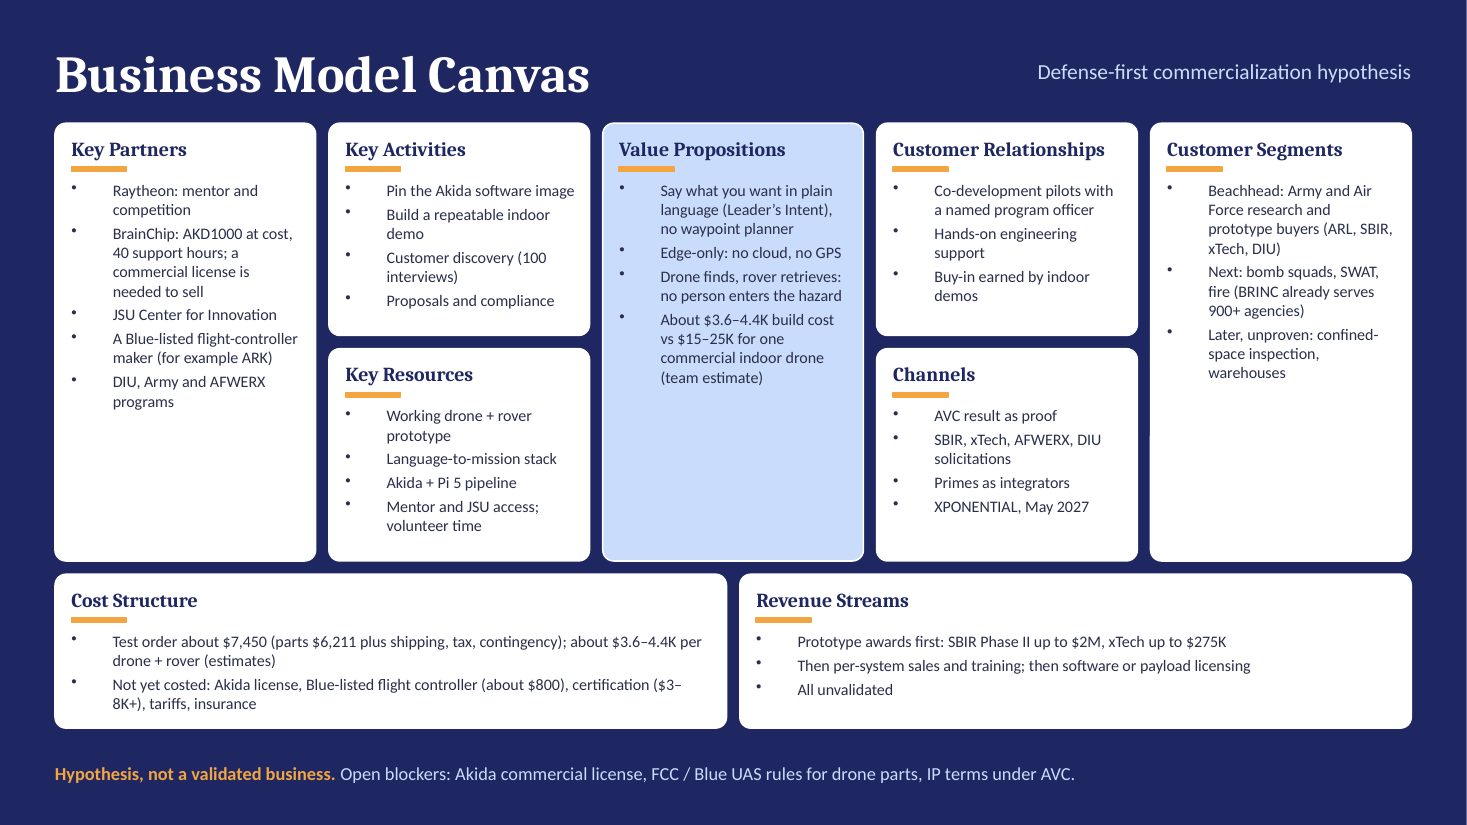 Business Model Canvas
Defense-first commercialization hypothesis
Key Partners
• Raytheon: mentor and
competition
• BrainChip: AKD1000 at cost,
40 support hours; a
commercial license is
needed to sell
• JSU Center for Innovation
• A Blue-listed flight-controller
maker (for example ARK)
• DIU, Army and AFWERX
programs
Key Activities
• Pin the Akida software image
• Build a repeatable indoor
demo
• Customer discovery (100
interviews)
• Proposals and compliance
Key Resources
• Working drone + rover
prototype
• Language-to-mission stack
• Akida + Pi 5 pipeline
• Mentor and JSU access;
volunteer time
Value Propositions
• Say what you want in plain
language (Leader’s Intent),
no waypoint planner
• Edge-only: no cloud, no GPS
• Drone finds, rover retrieves:
no person enters the hazard
• About $3.6–4.4K build cost
vs $15–25K for one
commercial indoor drone
(team estimate)
Customer Relationships
• Co-development pilots with
a named program officer
• Hands-on engineering
support
• Buy-in earned by indoor
demos
Channels
• AVC result as proof
• SBIR, xTech, AFWERX, DIU
solicitations
• Primes as integrators
• XPONENTIAL, May 2027
Customer Segments
• Beachhead: Army and Air
Force research and
prototype buyers (ARL, SBIR,
xTech, DIU)
• Next: bomb squads, SWAT,
fire (BRINC already serves
900+ agencies)
• Later, unproven: confined-
space inspection,
warehouses
Cost Structure
• Test order about $7,450 (parts $6,211 plus shipping, tax, contingency); about $3.6–4.4K per
drone + rover (estimates)
• Not yet costed: Akida license, Blue-listed flight controller (about $800), certification ($3–
8K+), tariffs, insurance
Revenue Streams
• Prototype awards first: SBIR Phase II up to $2M, xTech up to $275K
• Then per-system sales and training; then software or payload licensing
• All unvalidated
Hypothesis, not a validated business. Open blockers: Akida commercial license, FCC / Blue UAS rules for drone parts, IP terms under AVC.